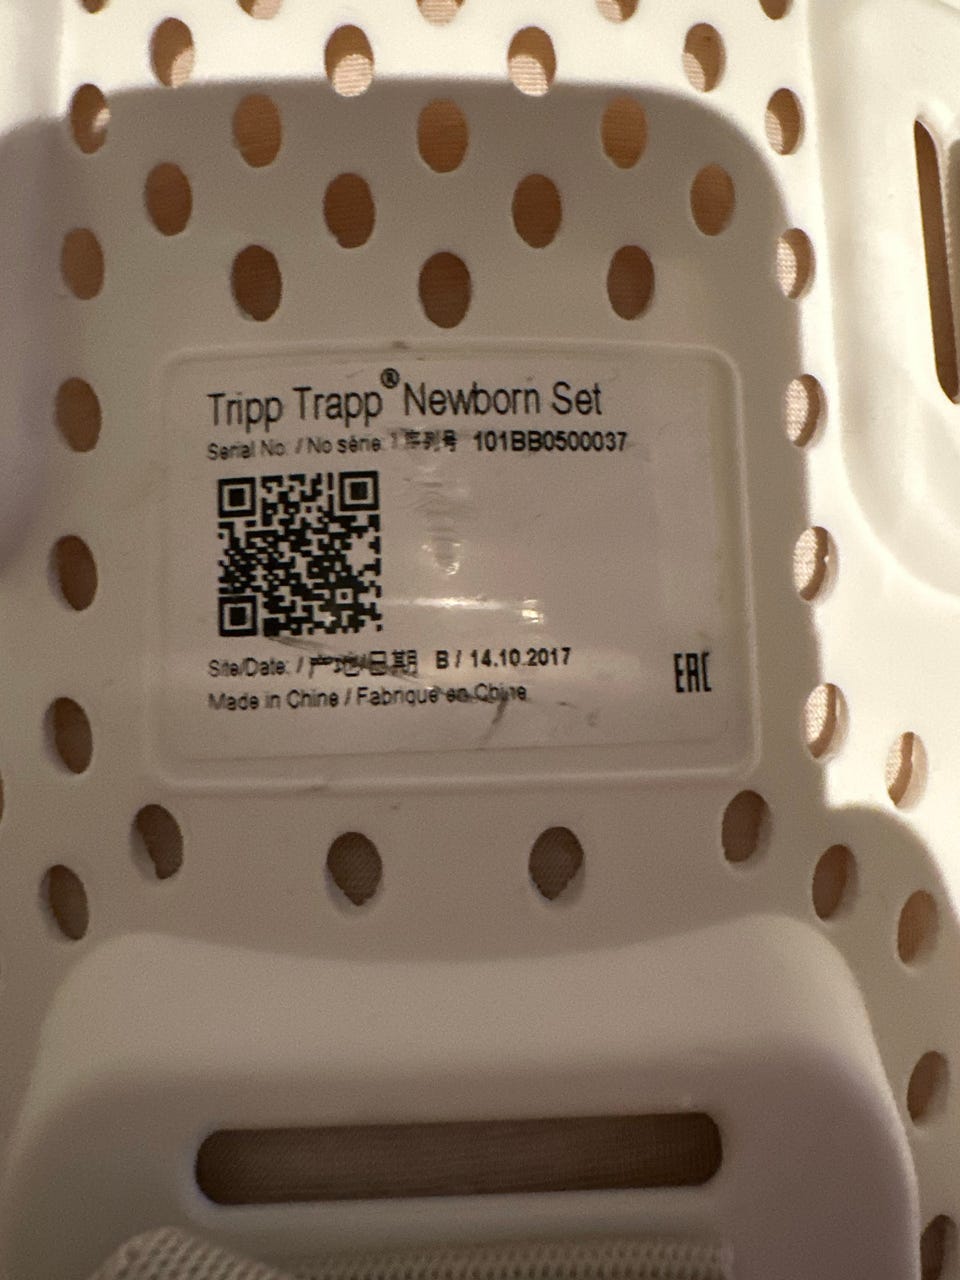 Tripp Trapp® Newborn Set
Serial No. / No série. / 序列号 101BB0500037
Site/Date: / 产地/日期 B / 14.10.2017
Made in China / Fabriqué en Chine
EAC